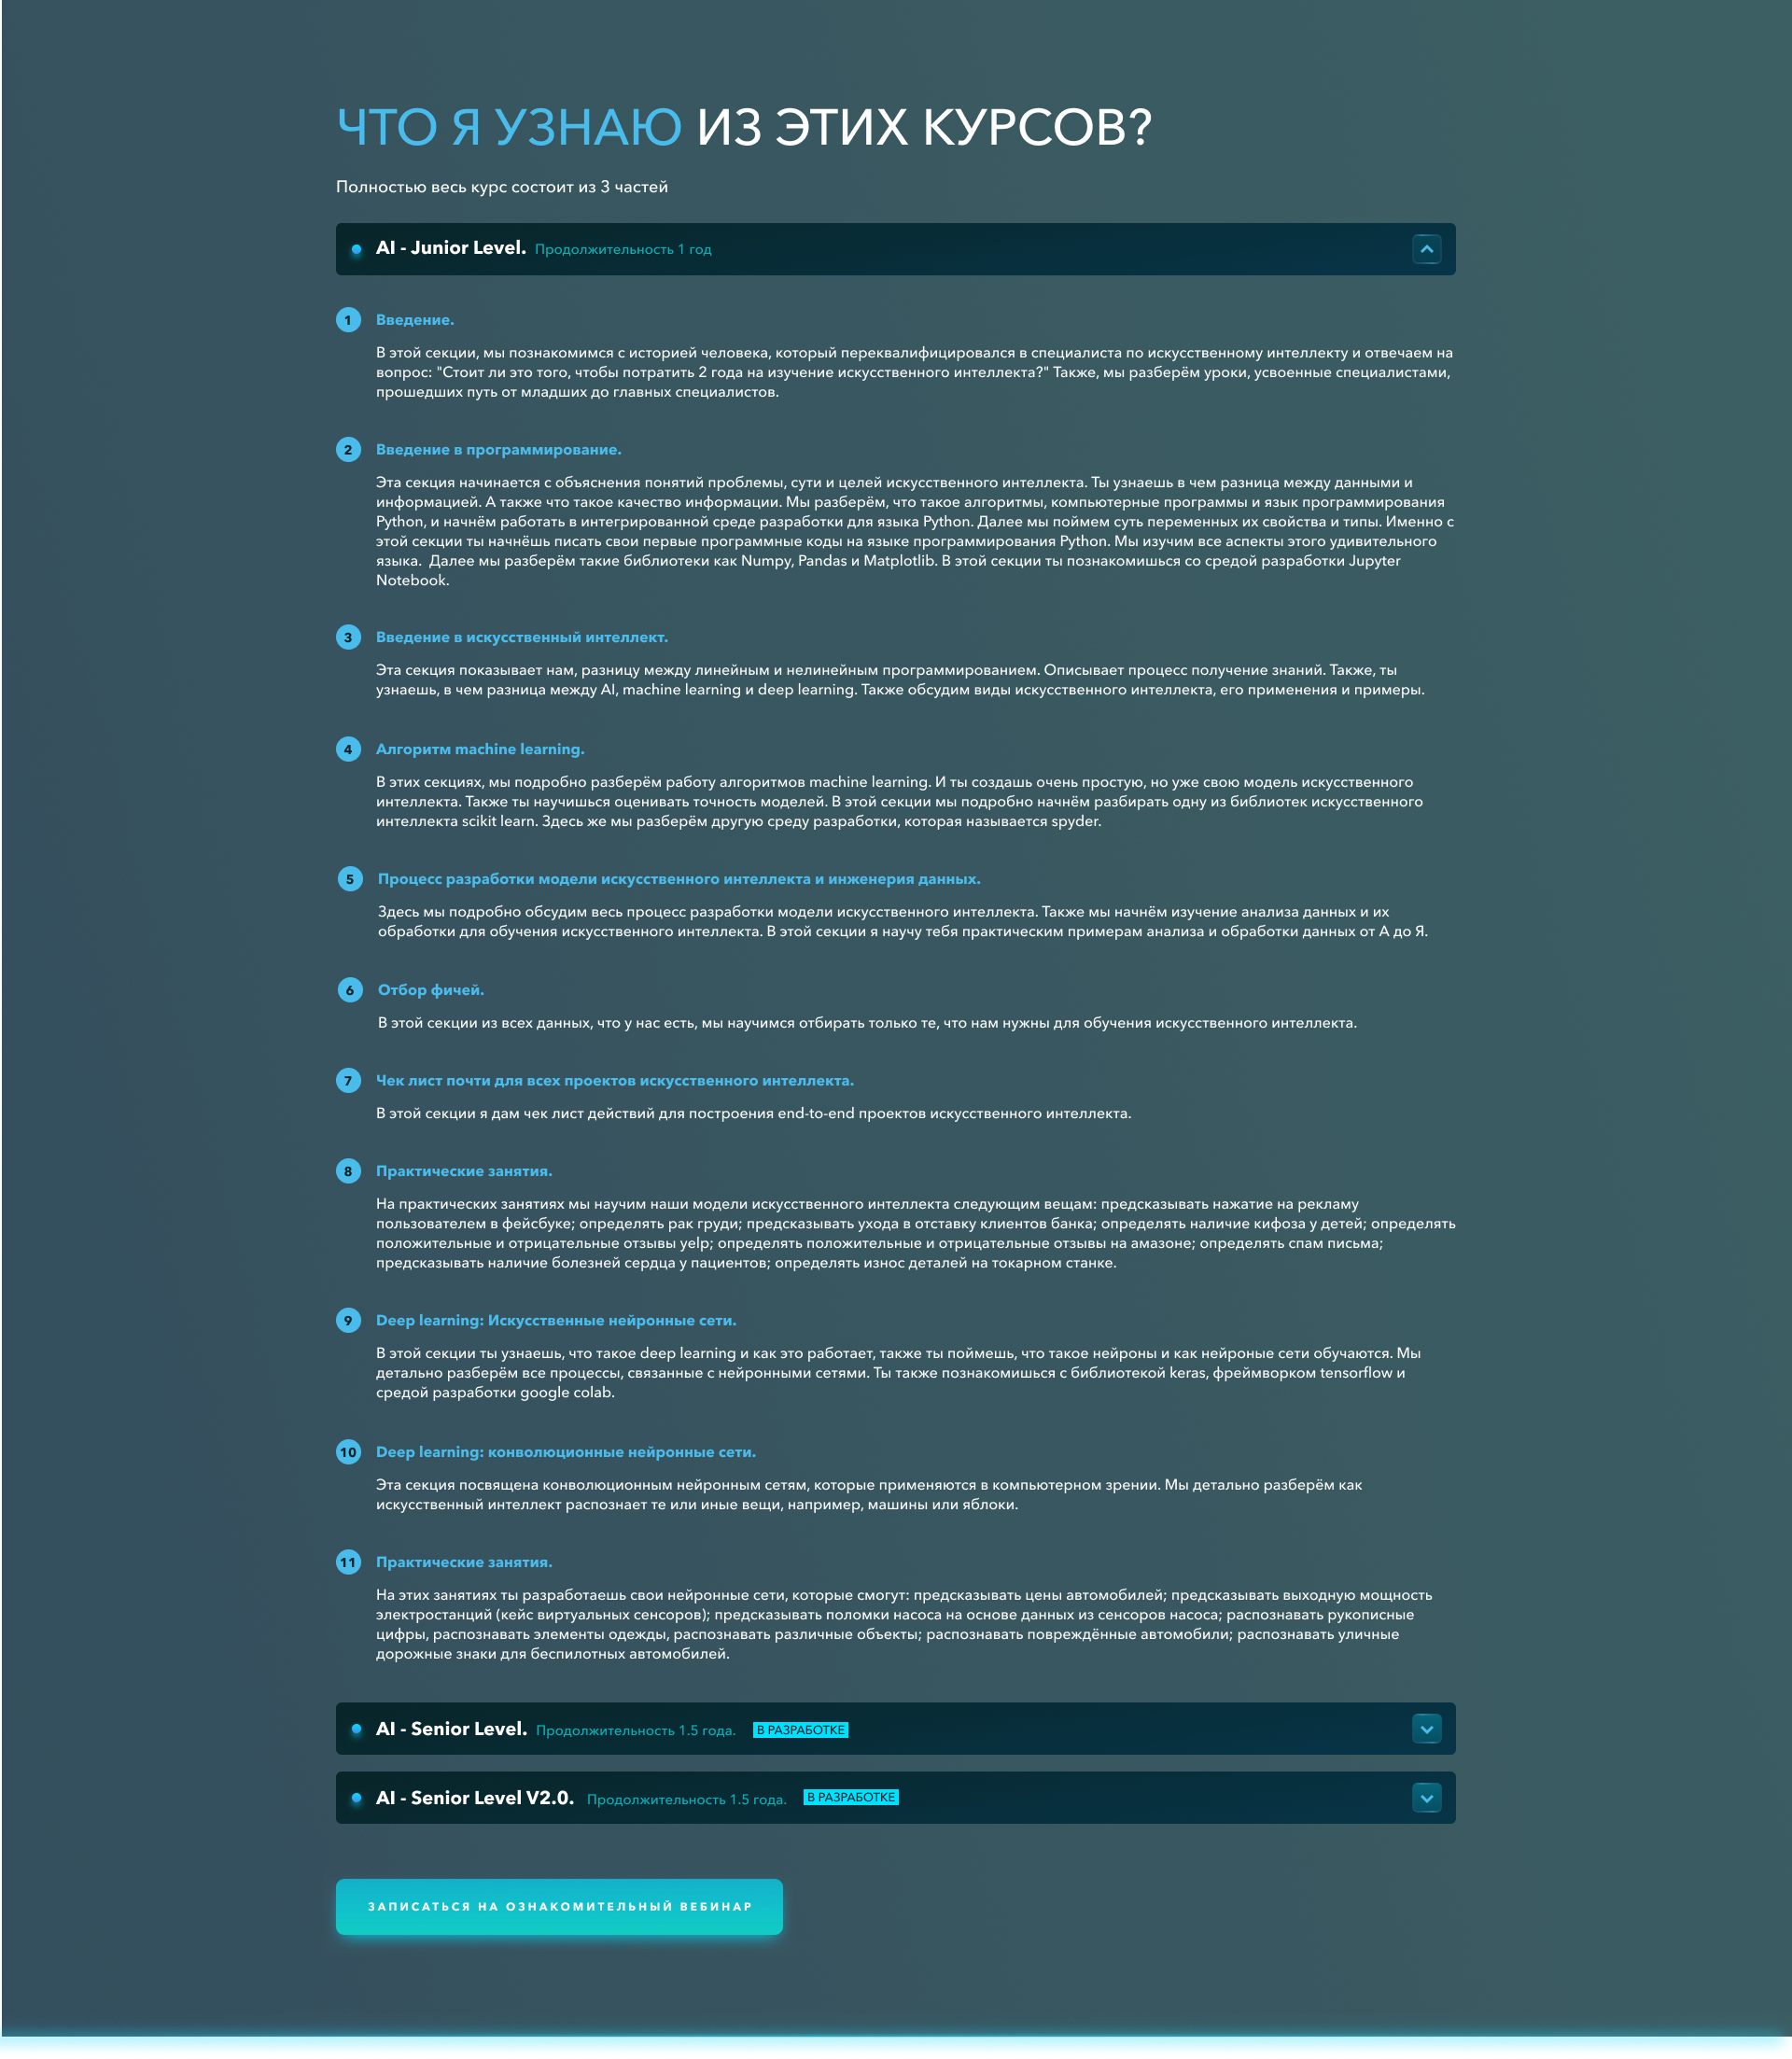 ЧТО Я УЗНАЮ ИЗ ЭТИХ КУРСОВ?
Полностью весь курс состоит из 3 частей
AI - Junior Level. Продолжительность 1 год
1 Введение.
В этой секции, мы познакомимся с историей человека, который переквалифицировался в специалиста по искусственному интеллекту и отвечаем на
вопрос: "Стоит ли это того, чтобы потратить 2 года на изучение искусственного интеллекта?" Также, мы разберём уроки, усвоенные специалистами,
прошедших путь от младших до главных специалистов.
2 Введение в программирование.
Эта секция начинается с объяснения понятий проблемы, сути и целей искусственного интеллекта. Ты узнаешь в чем разница между данными и
информацией. А также что такое качество информации. Мы разберём, что такое алгоритмы, компьютерные программы и язык программирования
Python, и начнём работать в интегрированной среде разработки для языка Python. Далее мы поймем суть переменных их свойства и типы. Именно с
этой секции ты начнёшь писать свои первые программные коды на языке программирования Python. Мы изучим все аспекты этого удивительного
языка.  Далее мы разберём такие библиотеки как Numpy, Pandas и Matplotlib. В этой секции ты познакомишься со средой разработки Jupyter
Notebook.
3 Введение в искусственный интеллект.
Эта секция показывает нам, разницу между линейным и нелинейным программированием. Описывает процесс получение знаний. Также, ты
узнаешь, в чем разница между AI, machine learning и deep learning. Также обсудим виды искусственного интеллекта, его применения и примеры.
4 Алгоритм machine learning.
В этих секциях, мы подробно разберём работу алгоритмов machine learning. И ты создашь очень простую, но уже свою модель искусственного
интеллекта. Также ты научишься оценивать точность моделей. В этой секции мы подробно начнём разбирать одну из библиотек искусственного
интеллекта scikit learn. Здесь же мы разберём другую среду разработки, которая называется spyder.
5 Процесс разработки модели искусственного интеллекта и инженерия данных.
Здесь мы подробно обсудим весь процесс разработки модели искусственного интеллекта. Также мы начнём изучение анализа данных и их
обработки для обучения искусственного интеллекта. В этой секции я научу тебя практическим примерам анализа и обработки данных от А до Я.
6 Отбор фичей.
В этой секции из всех данных, что у нас есть, мы научимся отбирать только те, что нам нужны для обучения искусственного интеллекта.
7 Чек лист почти для всех проектов искусственного интеллекта.
В этой секции я дам чек лист действий для построения end-to-end проектов искусственного интеллекта.
8 Практические занятия.
На практических занятиях мы научим наши модели искусственного интеллекта следующим вещам: предсказывать нажатие на рекламу
пользователем в фейсбуке; определять рак груди; предсказывать ухода в отставку клиентов банка; определять наличие кифоза у детей; определять
положительные и отрицательные отзывы yelp; определять положительные и отрицательные отзывы на амазоне; определять спам письма;
предсказывать наличие болезней сердца у пациентов; определять износ деталей на токарном станке.
9 Deep learning: Искусственные нейронные сети.
В этой секции ты узнаешь, что такое deep learning и как это работает, также ты поймешь, что такое нейроны и как нейроные сети обучаются. Мы
детально разберём все процессы, связанные с нейронными сетями. Ты также познакомишься с библиотекой keras, фреймворком tensorflow и
средой разработки google colab.
10 Deep learning: конволюционные нейронные сети.
Эта секция посвящена конволюционным нейронным сетям, которые применяются в компьютерном зрении. Мы детально разберём как
искусственный интеллект распознает те или иные вещи, например, машины или яблоки.
11 Практические занятия.
На этих занятиях ты разработаешь свои нейронные сети, которые смогут: предсказывать цены автомобилей; предсказывать выходную мощность
электростанций (кейс виртуальных сенсоров); предсказывать поломки насоса на основе данных из сенсоров насоса; распознавать рукописные
цифры, распознавать элементы одежды, распознавать различные объекты; распознавать повреждённые автомобили; распознавать уличные
дорожные знаки для беспилотных автомобилей.
AI - Senior Level. Продолжительность 1.5 года. В РАЗРАБОТКЕ
AI - Senior Level V2.0. Продолжительность 1.5 года. В РАЗРАБОТКЕ
ЗАПИСАТЬСЯ НА ОЗНАКОМИТЕЛЬНЫЙ ВЕБИНАР